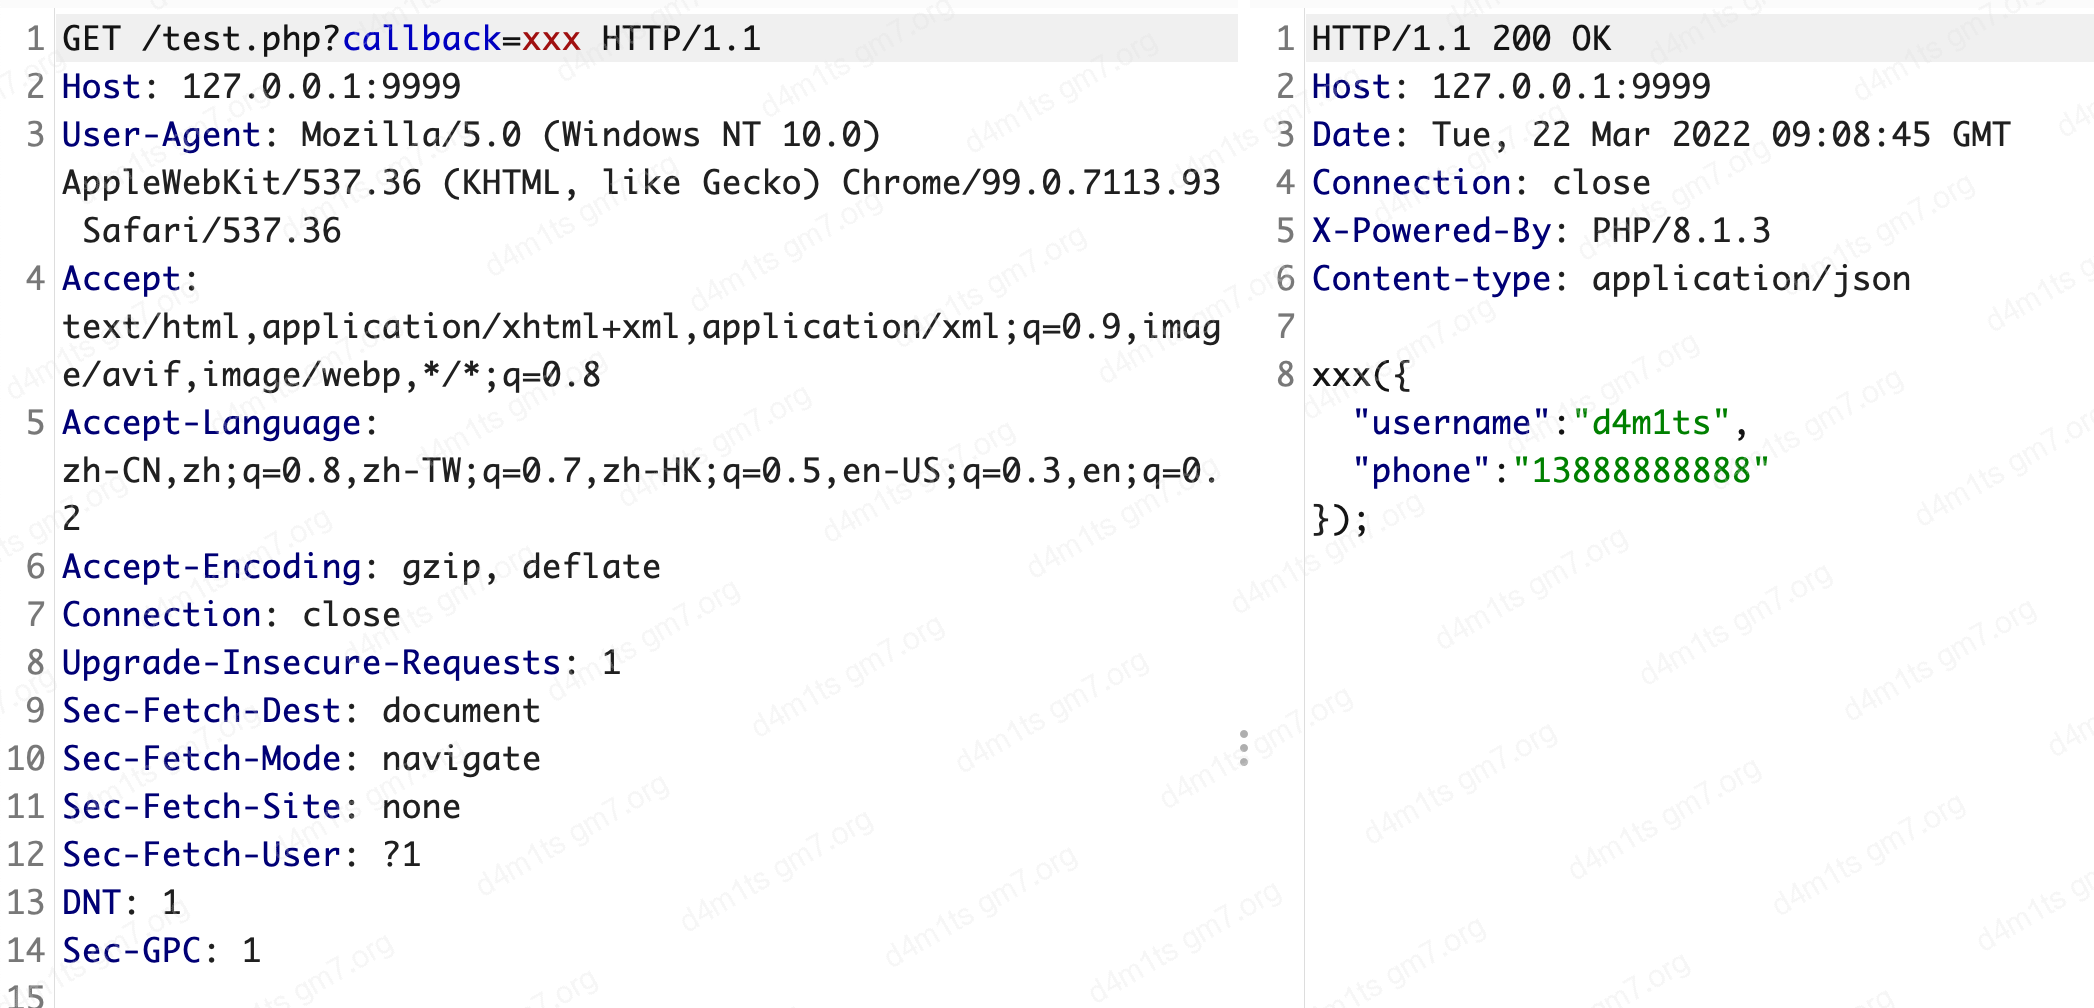 1 GET /test.php?callback=xxx HTTP/1.1
2 Host: 127.0.0.1:9999
3 User-Agent: Mozilla/5.0 (Windows NT 10.0)
AppleWebKit/537.36 (KHTML, like Gecko) Chrome/99.0.7113.93
Safari/537.36
4 Accept:
text/html,application/xhtml+xml,application/xml;q=0.9,imag
e/avif,image/webp,*/*;q=0.8
5 Accept-Language:
zh-CN,zh;q=0.8,zh-TW;q=0.7,zh-HK;q=0.5,en-US;q=0.3,en;q=0.
2
6 Accept-Encoding: gzip, deflate
7 Connection: close
8 Upgrade-Insecure-Requests: 1
9 Sec-Fetch-Dest: document
10 Sec-Fetch-Mode: navigate
11 Sec-Fetch-Site: none
12 Sec-Fetch-User: ?1
13 DNT: 1
14 Sec-GPC: 1
15
1 HTTP/1.1 200 OK
2 Host: 127.0.0.1:9999
3 Date: Tue, 22 Mar 2022 09:08:45 GMT
4 Connection: close
5 X-Powered-By: PHP/8.1.3
6 Content-type: application/json
7
8 xxx({
"username":"d4m1ts",
"phone":"13888888888"
});
d4m1ts gm7.org